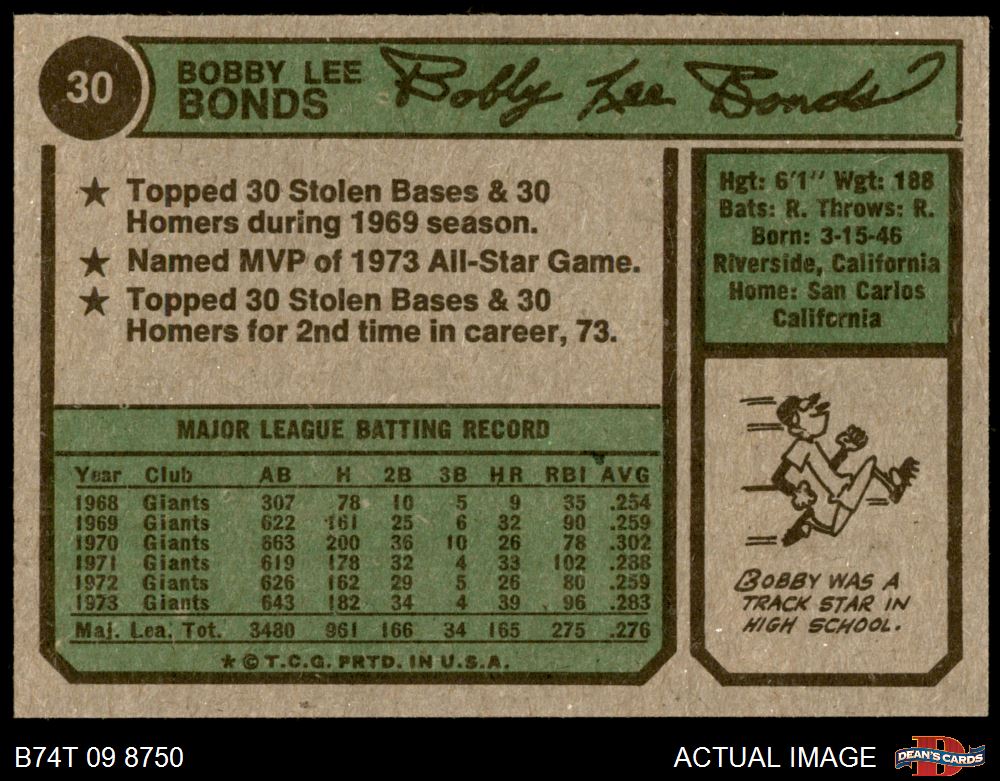 30
BOBBY LEE
BONDS
Bobby Lee Bonds
★ Topped 30 Stolen Bases & 30
Homers during 1969 season.
★ Named MVP of 1973 All-Star Game.
★ Topped 30 Stolen Bases & 30
Homers for 2nd time in career, 73.
Hgt: 6'1" Wgt: 188
Bats: R. Throws: R.
Born: 3-15-46
Riverside, California
Home: San Carlos
California
MAJOR LEAGUE BATTING RECORD
Year Club AB H 2B 3B HR RBI AVG
1968 Giants 307 78 10 5 9 35 .254
1969 Giants 622 161 25 6 32 90 .259
1970 Giants 663 200 36 10 26 78 .302
1971 Giants 619 178 32 4 33 102 .288
1972 Giants 626 162 29 5 26 80 .259
1973 Giants 643 182 34 4 39 96 .283
Maj. Lea. Tot. 3480 961 166 34 165 275 .276
★ © T.C.G. PRTD. IN U.S.A.
BOBBY WAS A
TRACK STAR IN
HIGH SCHOOL.
B74T 09 8750
ACTUAL IMAGE
D
DEAN'S CARDS